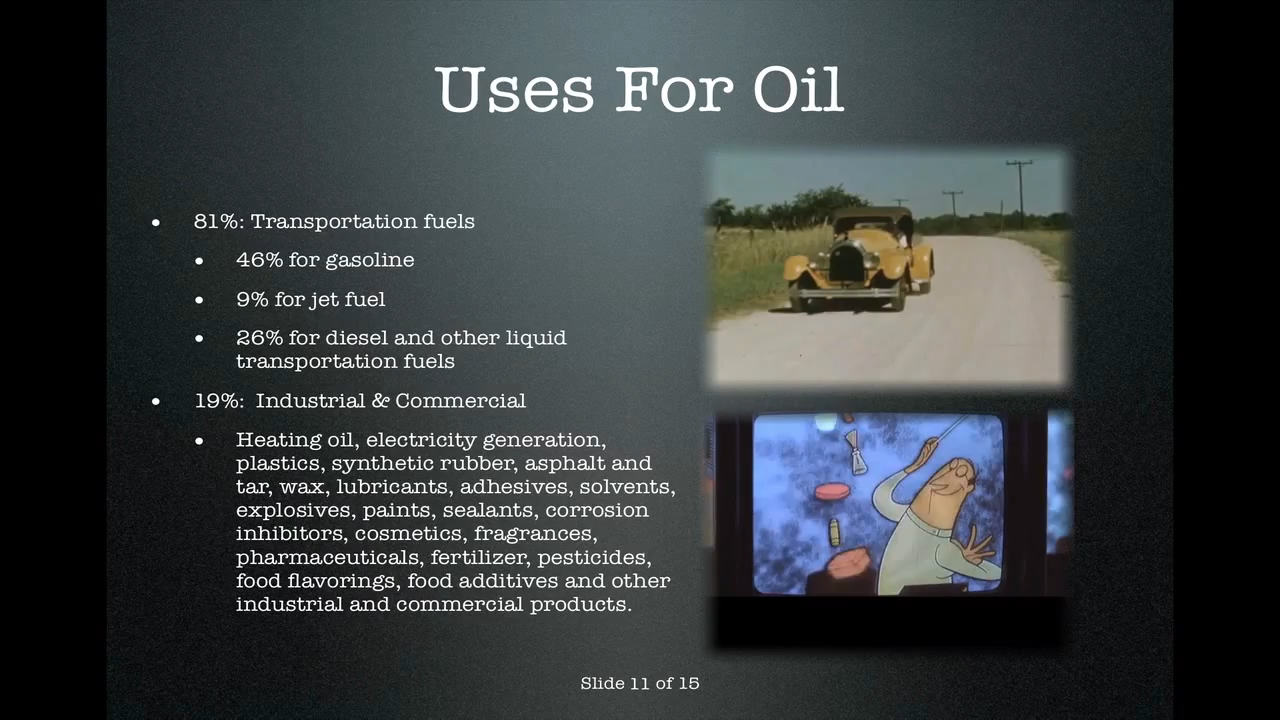 Uses For Oil
• 81%: Transportation fuels
• 46% for gasoline
• 9% for jet fuel
• 26% for diesel and other liquid
transportation fuels
• 19%:  Industrial & Commercial
• Heating oil, electricity generation,
plastics, synthetic rubber, asphalt and
tar, wax, lubricants, adhesives, solvents,
explosives, paints, sealants, corrosion
inhibitors, cosmetics, fragrances,
pharmaceuticals, fertilizer, pesticides,
food flavorings, food additives and other
industrial and commercial products.
Slide 11 of 15